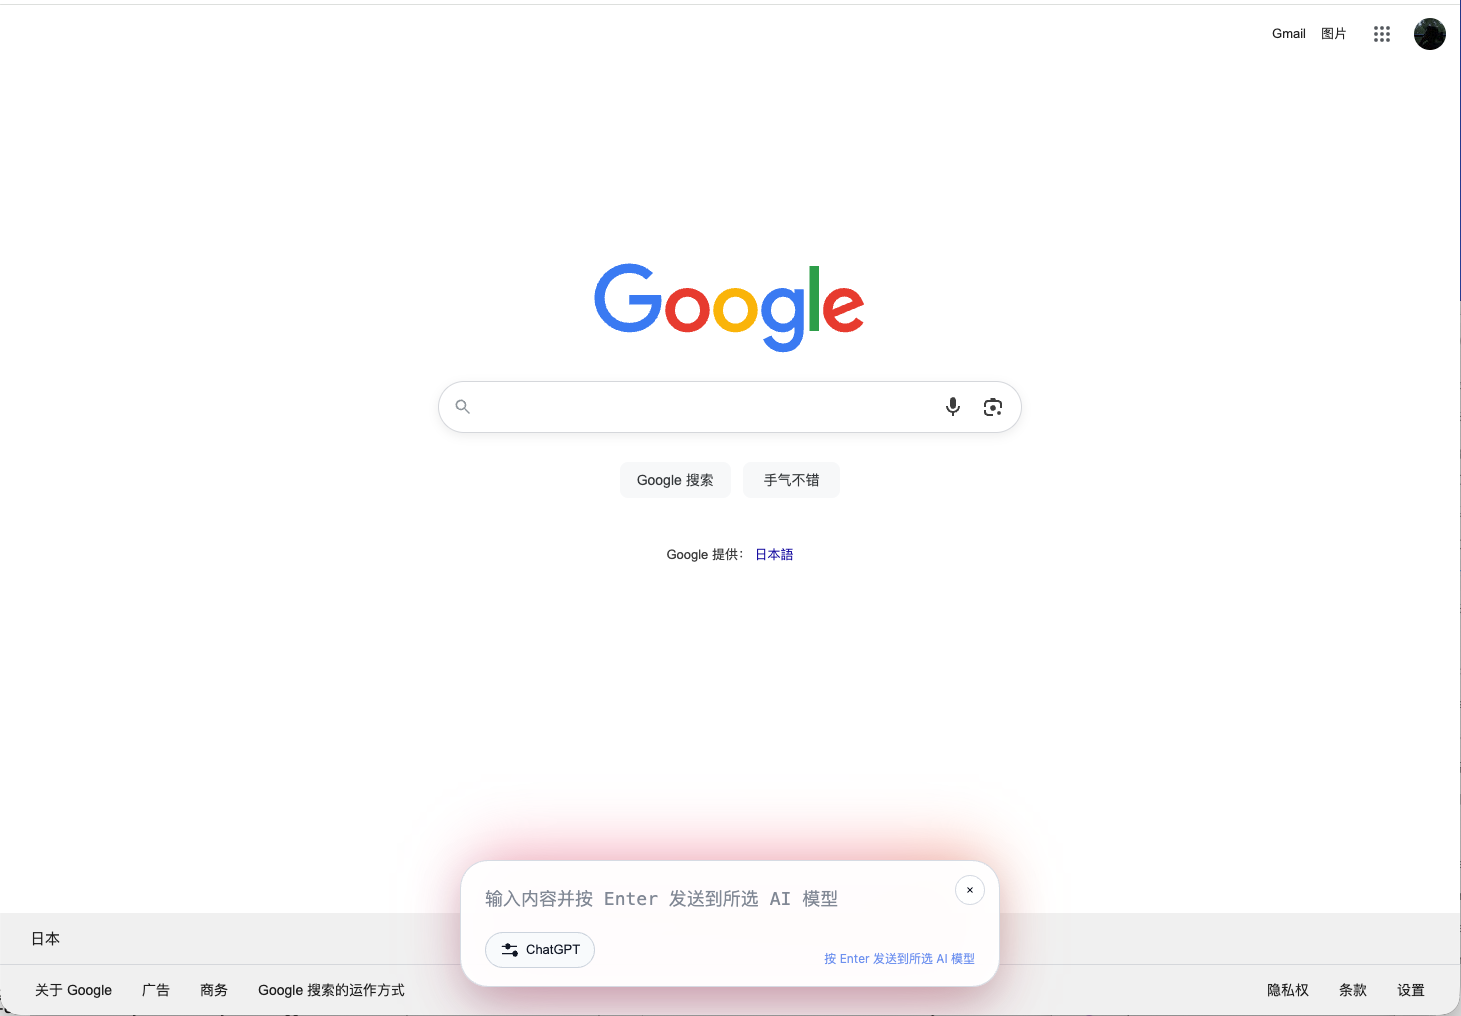 Gmail 图片
Google
Google 搜索 手气不错
Google 提供： 日本語
输入内容并按 Enter 发送到所选 AI 模型
×
ChatGPT
按 Enter 发送到所选 AI 模型
日本
关于 Google 广告 商务 Google 搜索的运作方式 隐私权 条款 设置